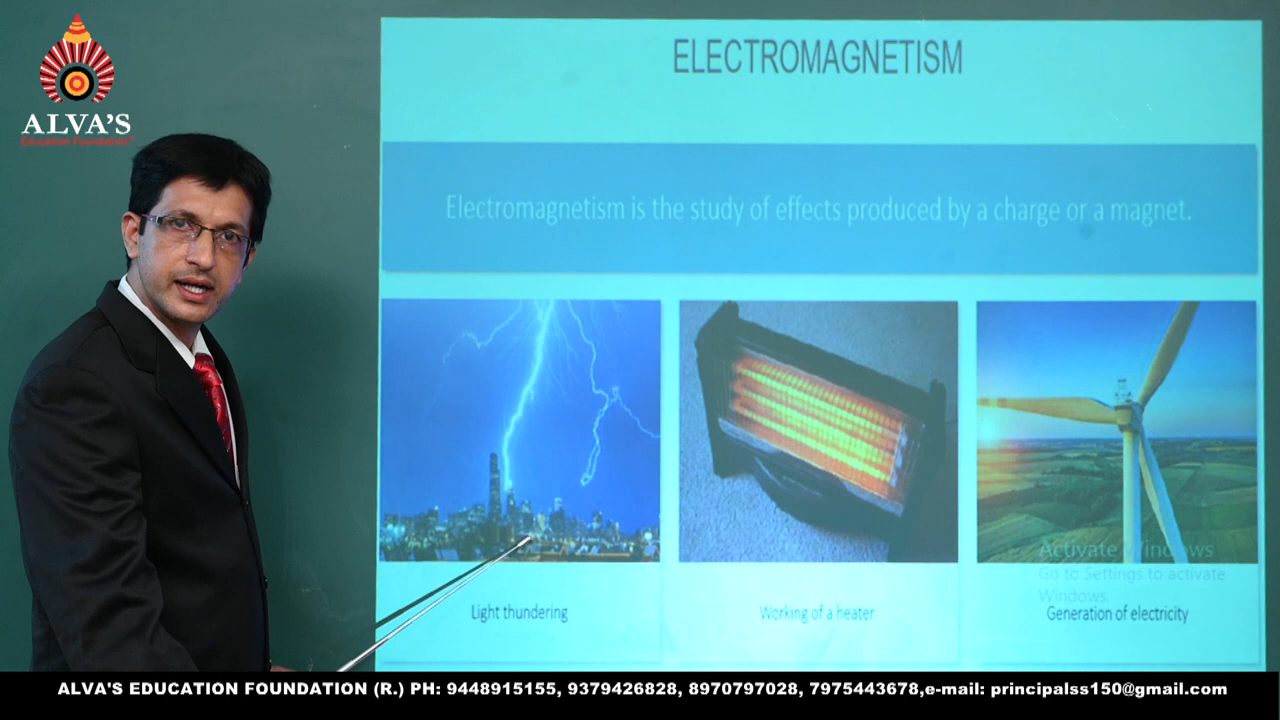 ALVA'S
Education Foundation
ELECTROMAGNETISM
Electromagnetism is the study of effects produced by a charge or a magnet.
Activate Windows
Go to Settings to activate
Windows.
Light thundering
Working of a heater
Generation of electricity
ALVA'S EDUCATION FOUNDATION (R.) PH: 9448915155, 9379426828, 8970797028, 7975443678,e-mail: principalss150@gmail.com